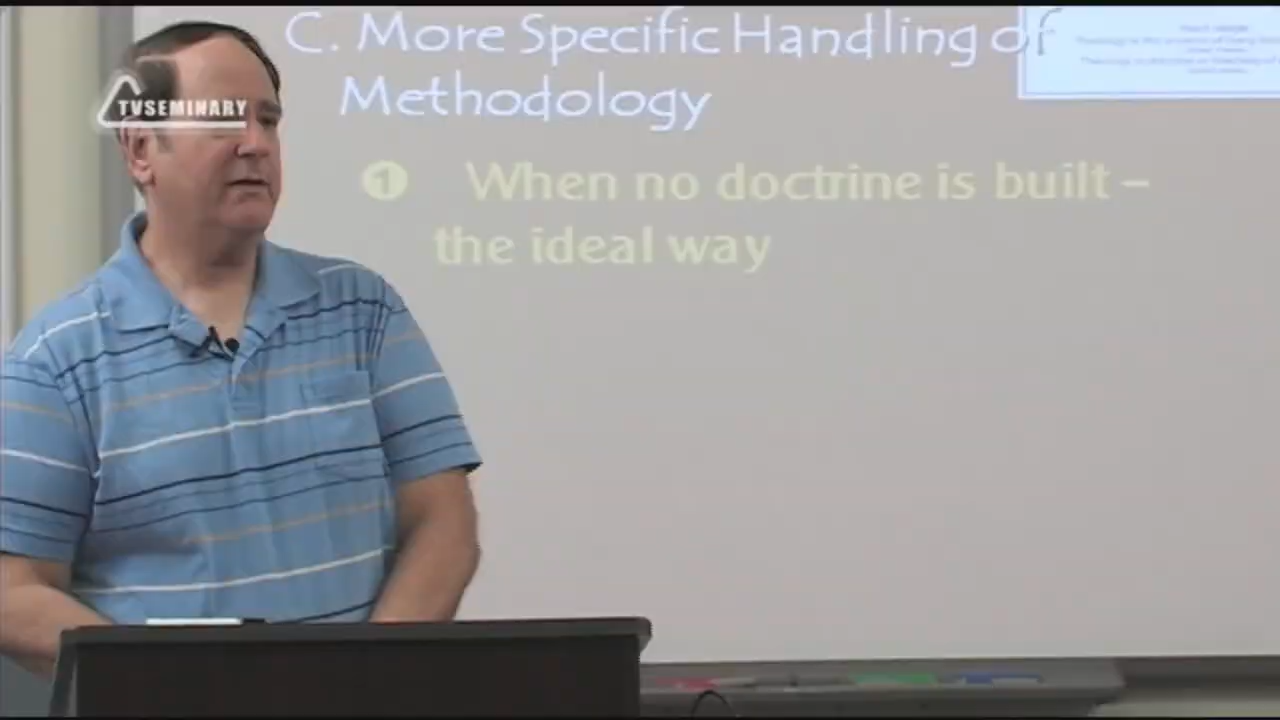 C. More Specific Handling of
Methodology
TVSEMINARY
1 When no doctrine is built –
the ideal way